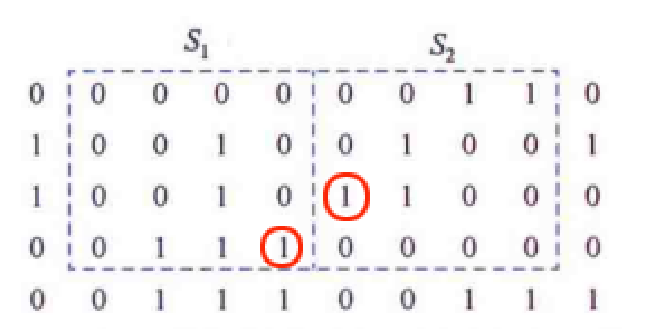 S₁ S₂
0 0 0 0 0 0 0 1 1 0
1 0 0 1 0 0 1 0 0 1
1 0 0 1 0 1 1 0 0 0
0 0 1 1 1 0 0 0 0 0
0 0 1 1 1 0 0 1 1 1